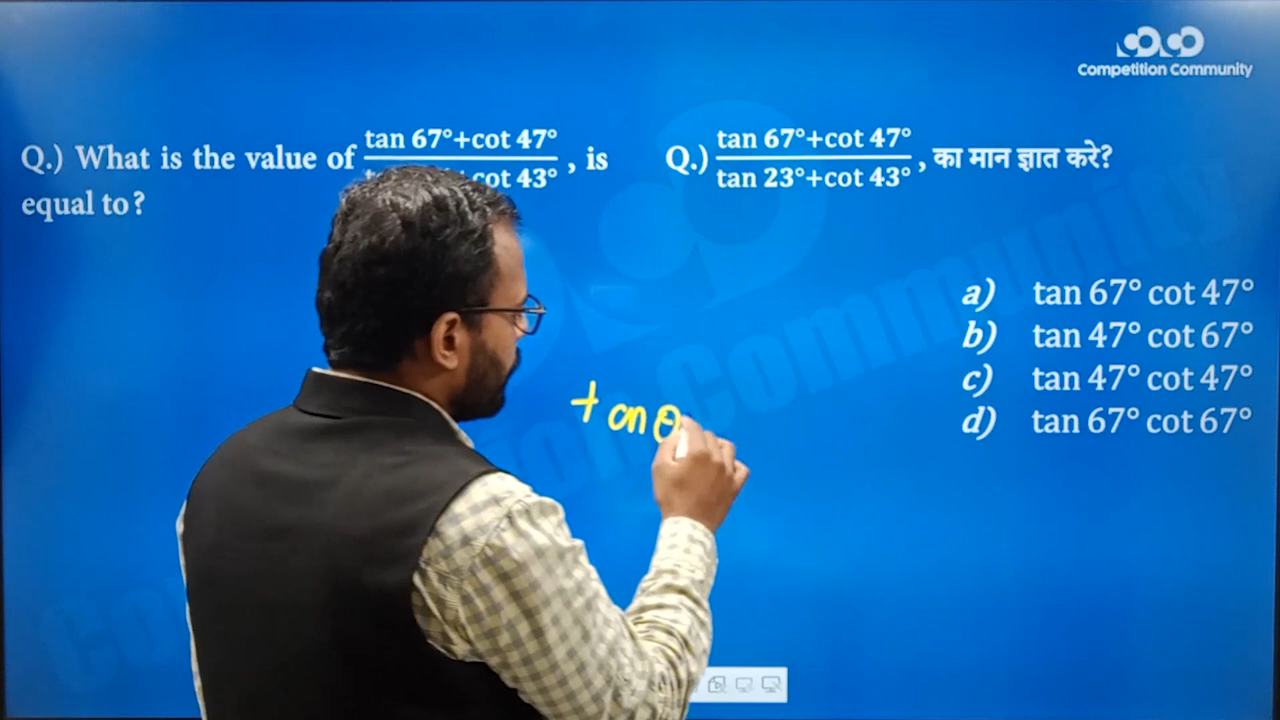 Competition Community
Q.) What is the value of tan 67°+cot 47° / cot 43° , is
equal to?
Q.) tan 67°+cot 47° / tan 23°+cot 43° , का मान ज्ञात करे?
a) tan 67° cot 47°
b) tan 47° cot 67°
c) tan 47° cot 47°
d) tan 67° cot 67°
tan θ
Community